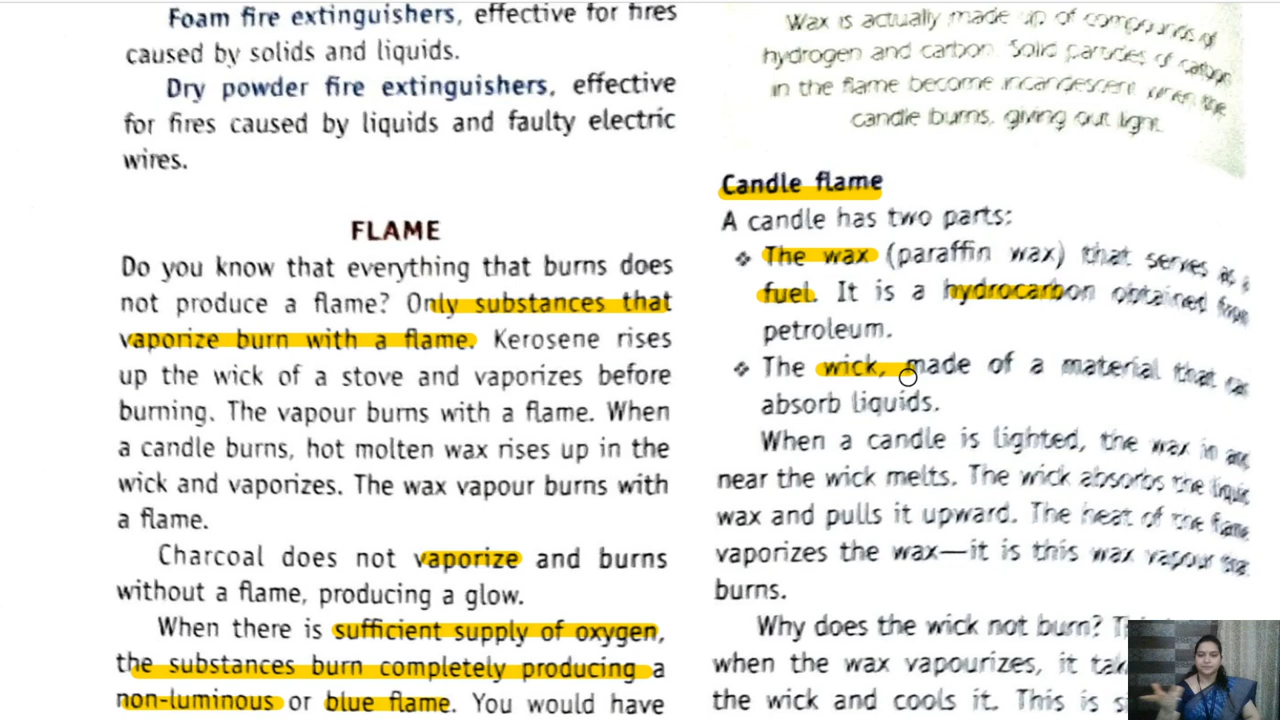 Foam fire extinguishers, effective for fires
caused by solids and liquids.
Dry powder fire extinguishers, effective
for fires caused by liquids and faulty electric
wires.
FLAME
Do you know that everything that burns does
not produce a flame? Only substances that
vaporize burn with a flame. Kerosene rises
up the wick of a stove and vaporizes before
burning. The vapour burns with a flame. When
a candle burns, hot molten wax rises up in the
wick and vaporizes. The wax vapour burns with
a flame.
Charcoal does not vaporize and burns
without a flame, producing a glow.
When there is sufficient supply of oxygen,
the substances burn completely producing a
non-luminous or blue flame. You would have
Wax is actually made up of compounds of
hydrogen and carbon. Solid particles of carbon
in the flame become incandescent when the
candle burns, giving out light.
Candle flame
A candle has two parts:
❖ The wax (paraffin wax) that serves as
fuel. It is a hydrocarbon obtained from
petroleum.
❖ The wick, made of a material that
absorb liquids.
When a candle is lighted, the wax in
near the wick melts. The wick absorbs the
wax and pulls it upward. The heat of the flame
vaporizes the wax—it is this wax vapour
burns.
Why does the wick not burn?
when the wax vapourizes, it
the wick and cools it. This is